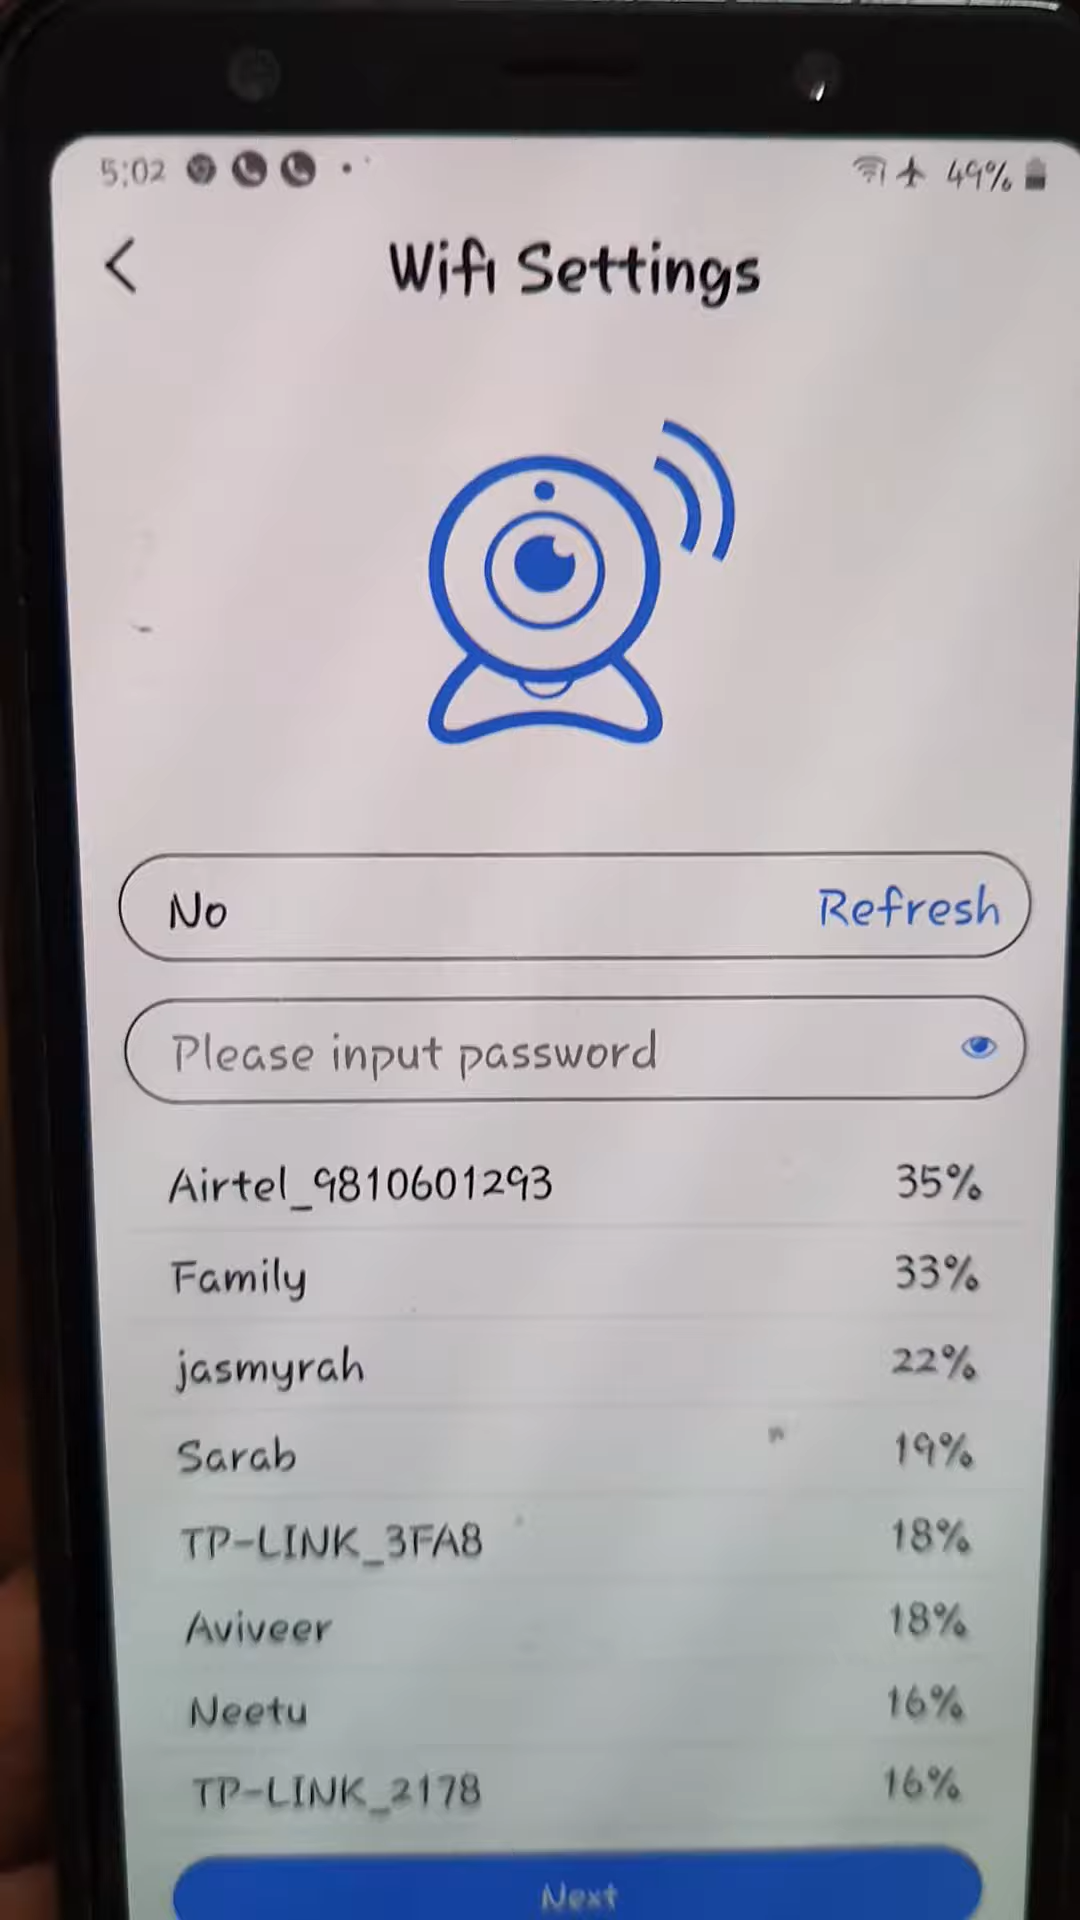 5:02 49%
Wifi Settings
No Refresh
Please input password
Airtel_9810601293 35%
Family 33%
jasmyrah 22%
Sarab 19%
TP-LINK_3FA8 18%
Aviveer 18%
Neetu 16%
TP-LINK_2178 16%
Next